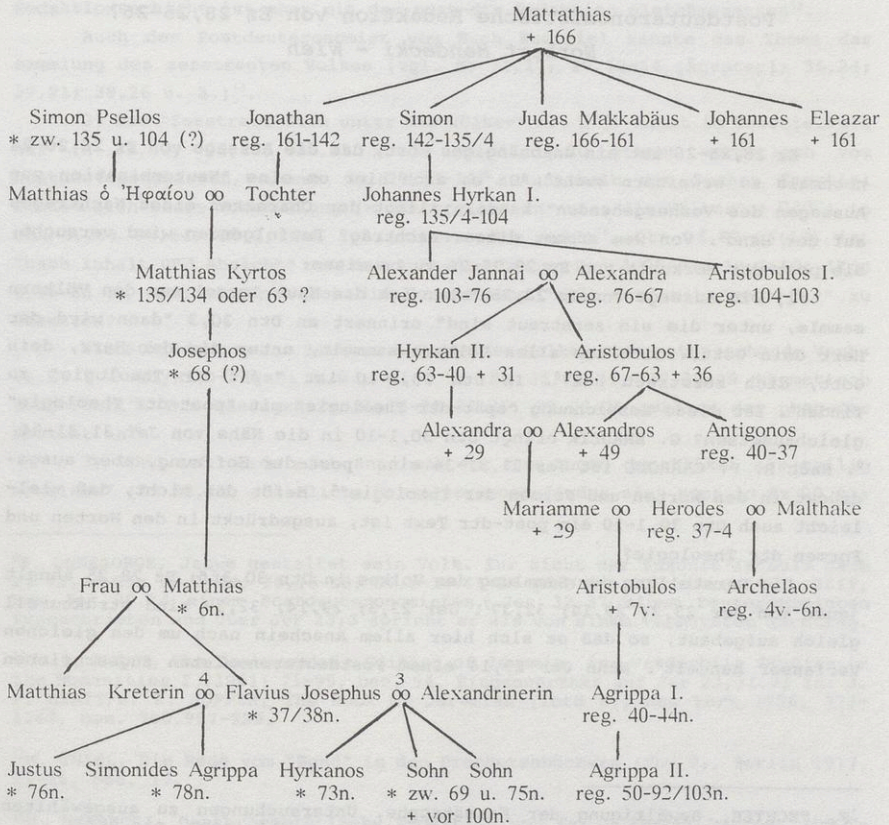 Mattathias
+ 166
Simon Psellos Jonathan Simon Judas Makkabäus Johannes Eleazar
* zw. 135 u. 104 (?) reg. 161-142 reg. 142-135/4 reg. 166-161 + 161 + 161
Matthias ὁ Ἠφαίου ∞ Tochter Johannes Hyrkan I.
reg. 135/4-104
Matthias Kyrtos Alexander Jannai ∞ Alexandra Aristobulos I.
* 135/134 oder 63 ? reg. 103-76 reg. 76-67 reg. 104-103
Josephos Hyrkan II. Aristobulos II.
* 68 (?) reg. 63-40 + 31 reg. 67-63 + 36
Alexandra ∞ Alexandros Antigonos
+ 29 + 49 reg. 40-37
Mariamme ∞ Herodes ∞ Malthake
+ 29 reg. 37-4
Frau ∞ Matthias Aristobulos Archelaos
* 6n. + 7v. reg. 4v.-6n.
Matthias Kreterin 4 ∞ Flavius Josephus 3 ∞ Alexandrinerin Agrippa I.
* 37/38n. reg. 40-44n.
Justus Simonides Agrippa Hyrkanos Sohn Sohn Agrippa II.
* 76n. * 78n. * 73n. * zw. 69 u. 75n. reg. 50-92/103n.
+ vor 100n.